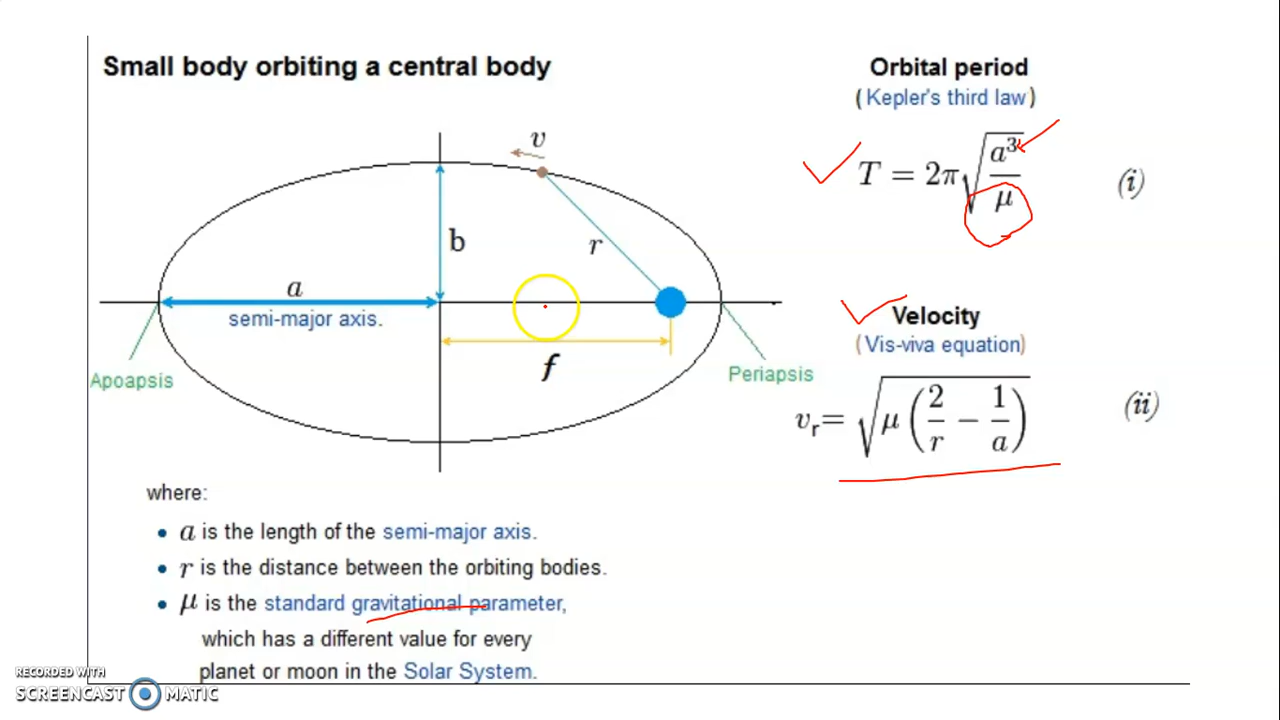 Small body orbiting a central body
v
b
r
a
semi-major axis.
f
Apoapsis
Periapsis
Orbital period
(Kepler's third law)
T = 2π√(a³/μ) (i)
Velocity
(Vis-viva equation)
vᵣ= √(μ(2/r − 1/a)) (ii)
where:
• a is the length of the semi-major axis.
• r is the distance between the orbiting bodies.
• μ is the standard gravitational parameter,
which has a different value for every
planet or moon in the Solar System.
RECORDED WITH
SCREENCAST MATIC